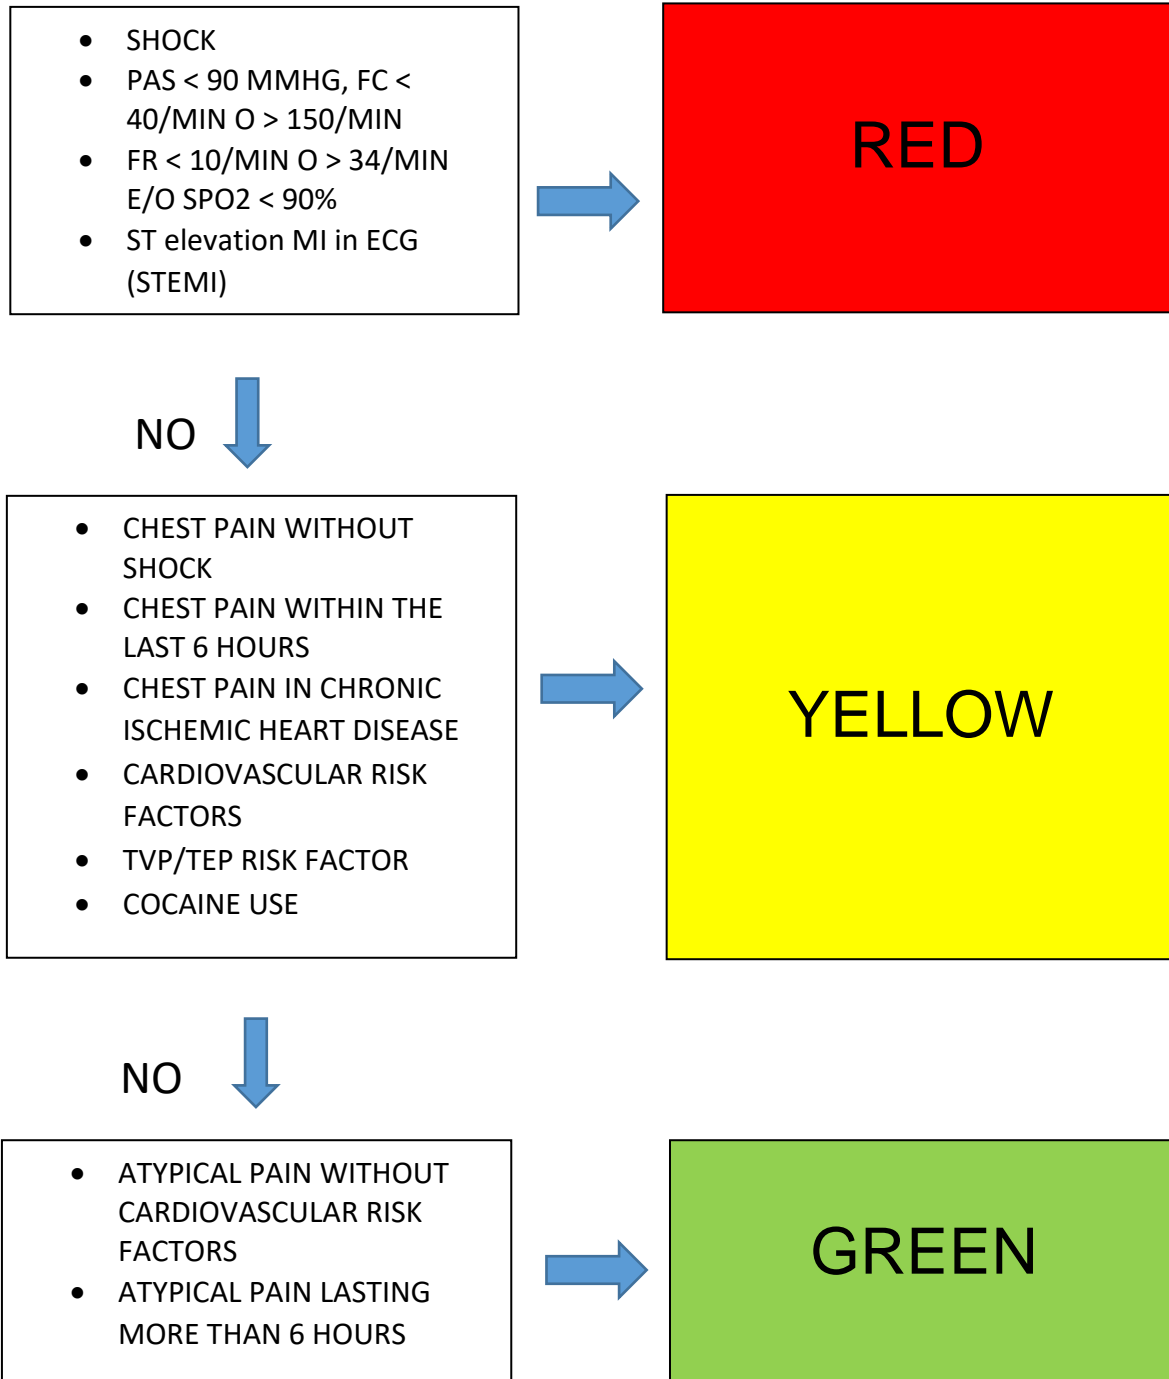 • SHOCK
• PAS < 90 MMHG, FC <
40/MIN O > 150/MIN
• FR < 10/MIN O > 34/MIN
E/O SPO2 < 90%
• ST elevation MI in ECG
(STEMI)
RED
NO
• CHEST PAIN WITHOUT
SHOCK
• CHEST PAIN WITHIN THE
LAST 6 HOURS
• CHEST PAIN IN CHRONIC
ISCHEMIC HEART DISEASE
• CARDIOVASCULAR RISK
FACTORS
• TVP/TEP RISK FACTOR
• COCAINE USE
YELLOW
NO
• ATYPICAL PAIN WITHOUT
CARDIOVASCULAR RISK
FACTORS
• ATYPICAL PAIN LASTING
MORE THAN 6 HOURS
GREEN